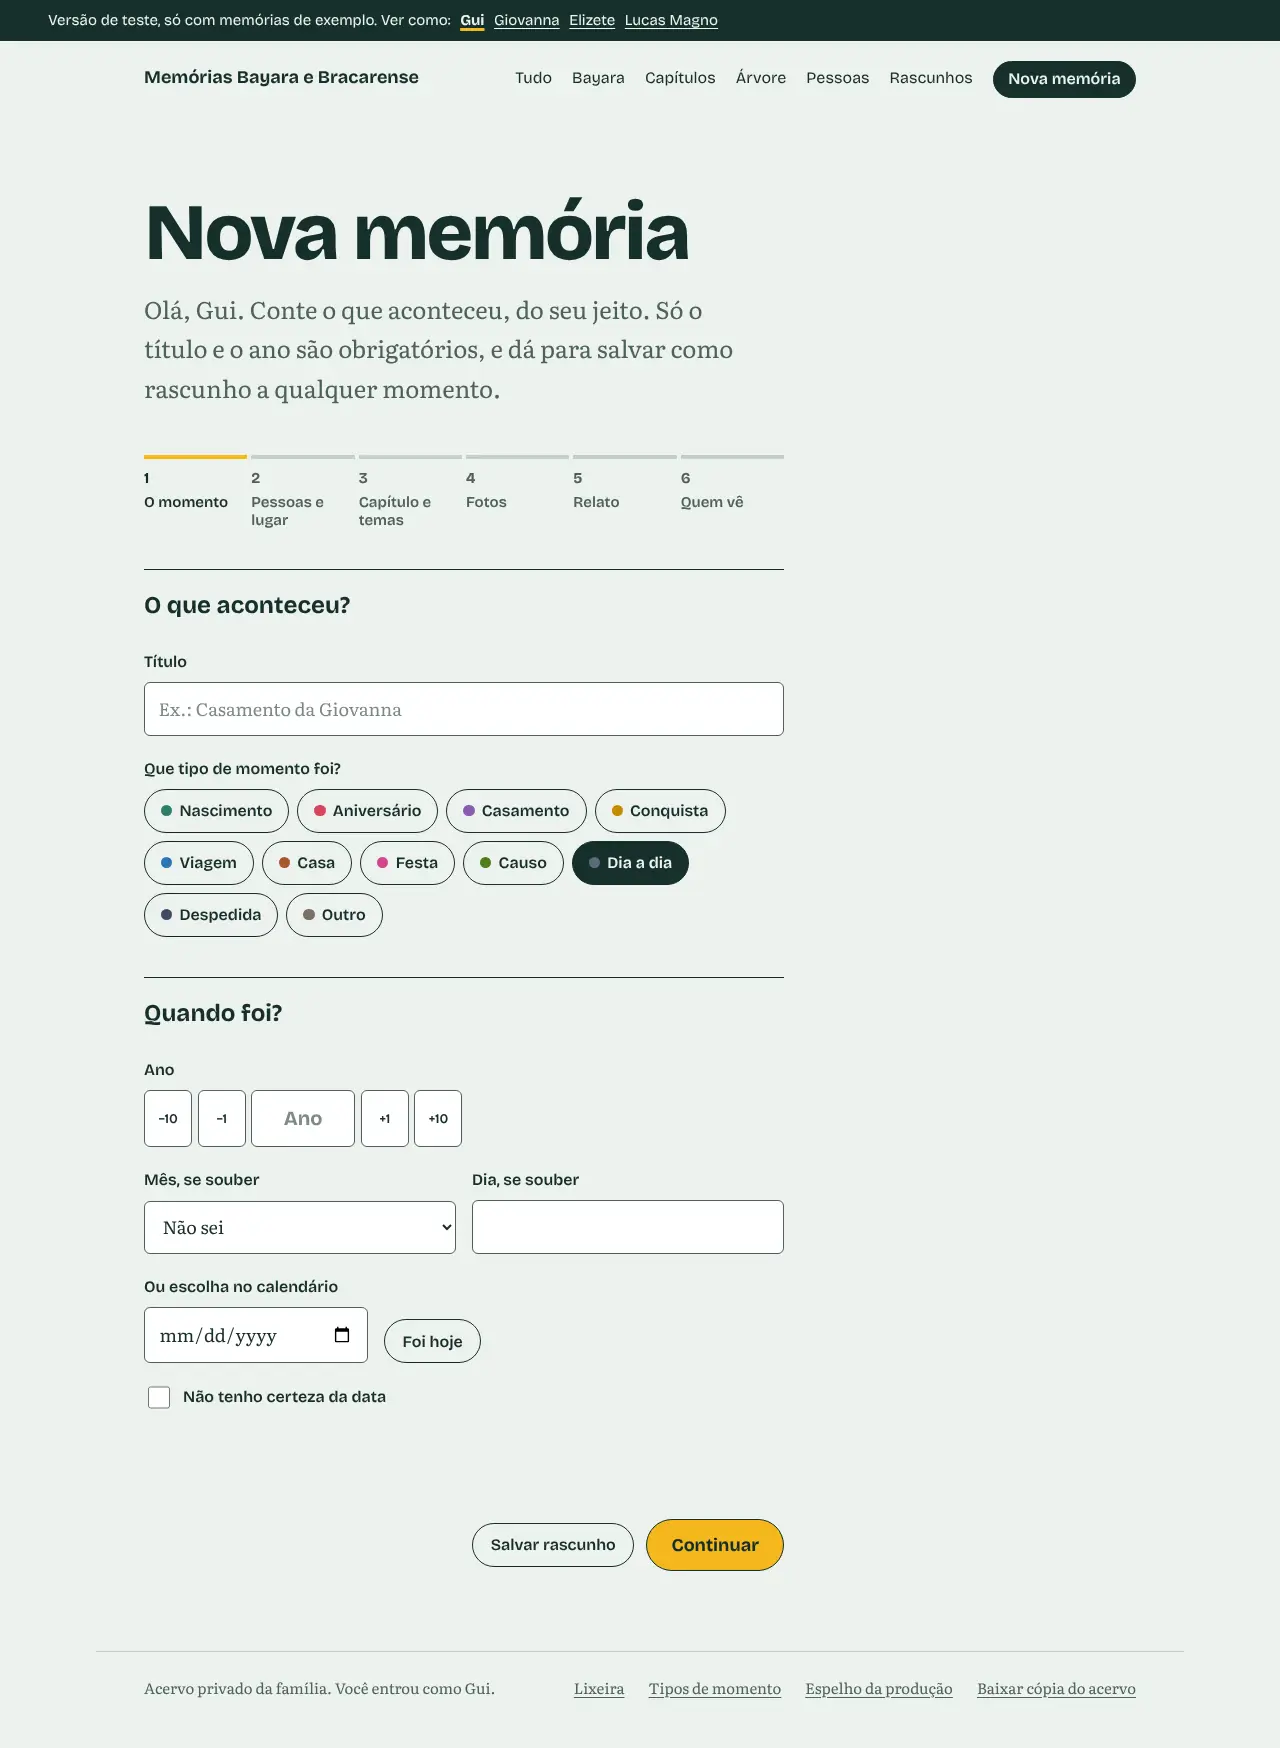 Versão de teste, só com memórias de exemplo. Ver como: Gui Giovanna Elizete Lucas Magno
Memórias Bayara e Bracarense Tudo Bayara Capítulos Árvore Pessoas Rascunhos Nova memória
Nova memória
Olá, Gui. Conte o que aconteceu, do seu jeito. Só o
título e o ano são obrigatórios, e dá para salvar como
rascunho a qualquer momento.
1 2 3 4 5 6
O momento Pessoas e Capítulo e Fotos Relato Quem vê
lugar temas
O que aconteceu?
Título
Ex.: Casamento da Giovanna
Que tipo de momento foi?
Nascimento Aniversário Casamento Conquista
Viagem Casa Festa Causo Dia a dia
Despedida Outro
Quando foi?
Ano
−10 −1 Ano +1 +10
Mês, se souber Dia, se souber
Não sei
Ou escolha no calendário
mm/dd/yyyy Foi hoje
Não tenho certeza da data
Salvar rascunho Continuar
Acervo privado da família. Você entrou como Gui. Lixeira Tipos de momento Espelho da produção Baixar cópia do acervo